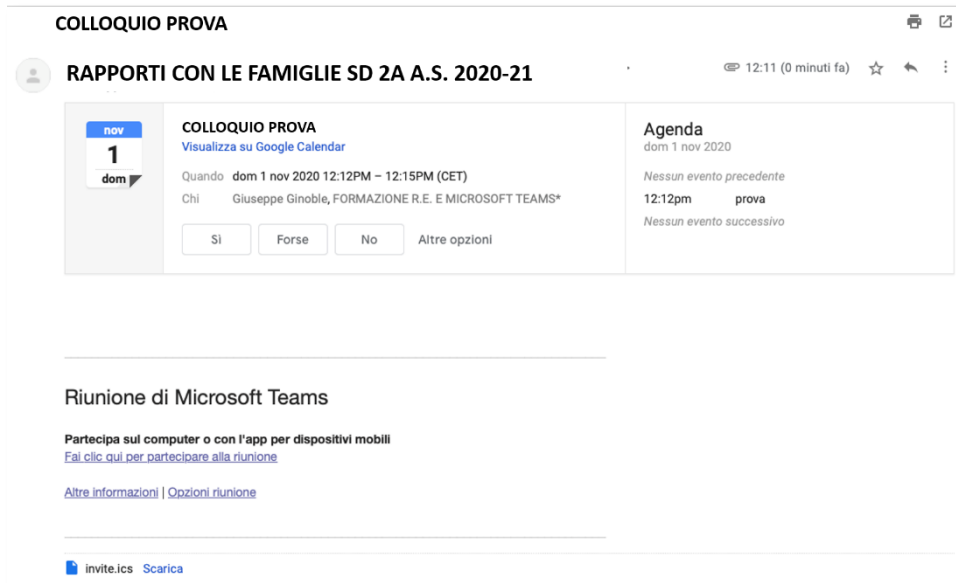 COLLOQUIO PROVA
RAPPORTI CON LE FAMIGLIE SD 2A A.S. 2020-21
12:11 (0 minuti fa)
nov
1
dom
COLLOQUIO PROVA
Visualizza su Google Calendar
Quando dom 1 nov 2020 12:12PM – 12:15PM (CET)
Chi Giuseppe Ginoble, FORMAZIONE R.E. E MICROSOFT TEAMS*
Sì Forse No Altre opzioni
Agenda
dom 1 nov 2020
Nessun evento precedente
12:12pm prova
Nessun evento successivo
Riunione di Microsoft Teams
Partecipa sul computer o con l'app per dispositivi mobili
Fai clic qui per partecipare alla riunione
Altre informazioni | Opzioni riunione
invite.ics Scarica